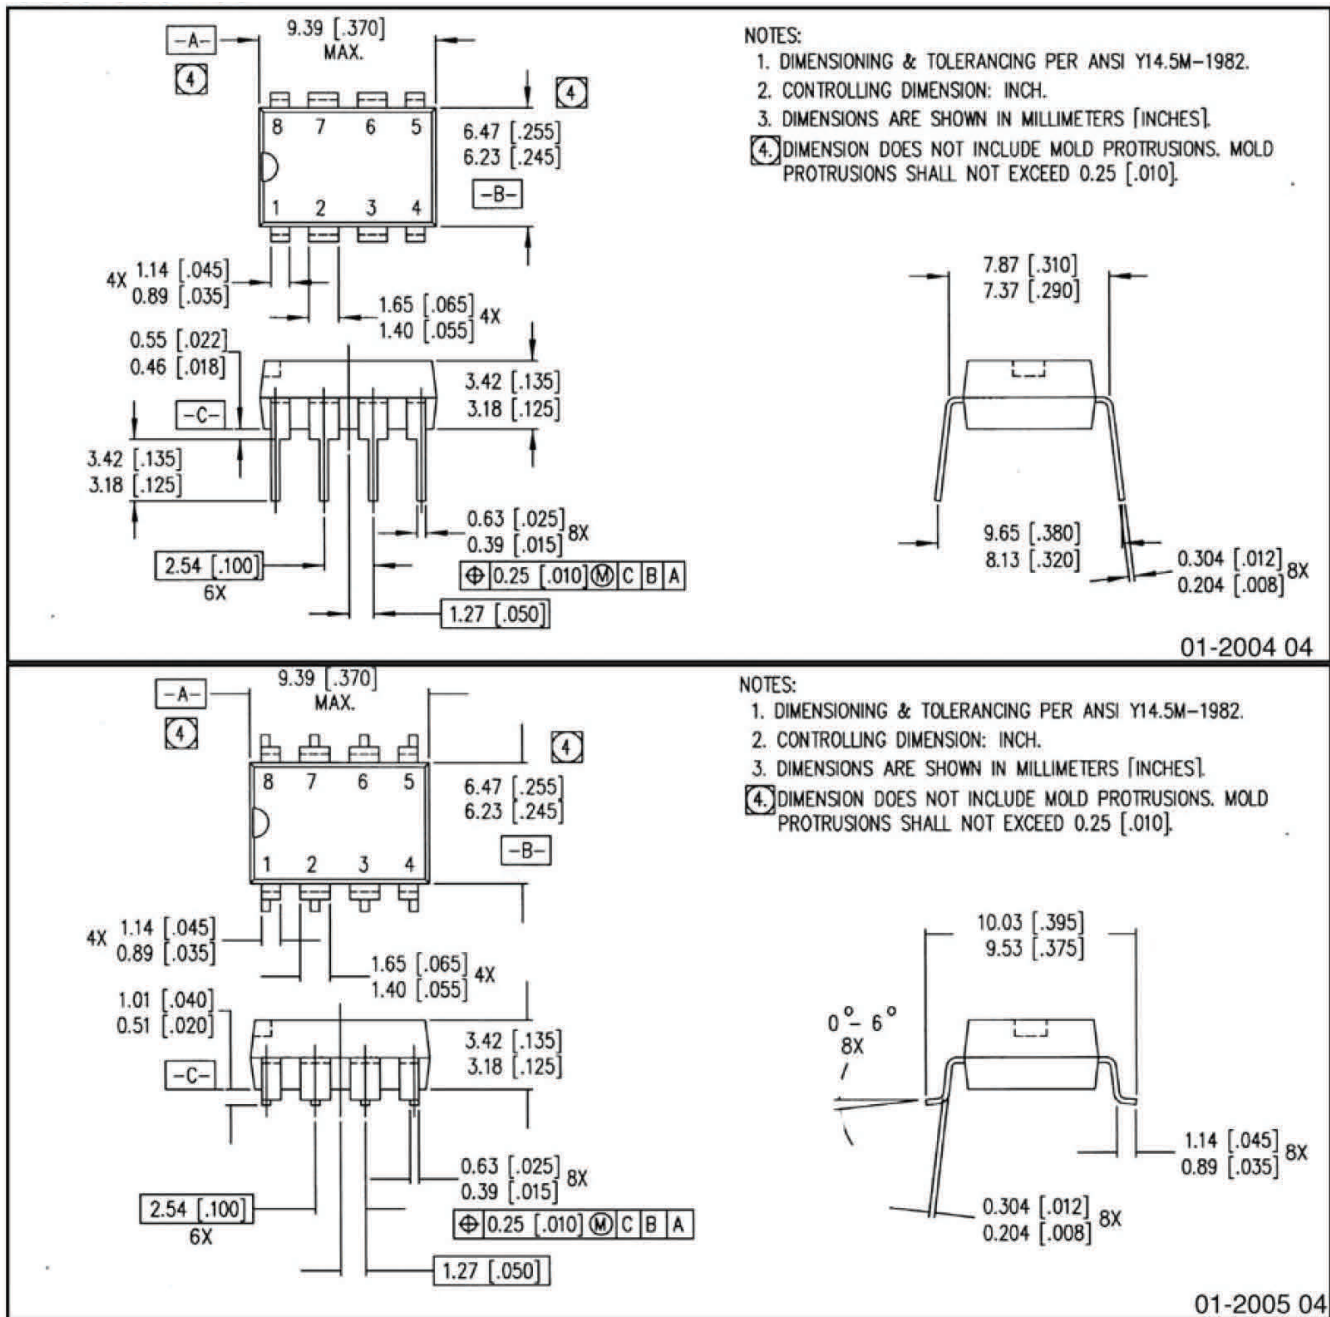 9.39 [.370]
MAX.
-A-
4
4
8 7 6 5
6.47 [.255]
6.23 [.245]
-B-
1 2 3 4
4X 1.14 [.045]
0.89 [.035]
1.65 [.065] 4X
1.40 [.055]
0.55 [.022]
0.46 [.018]
3.42 [.135]
3.18 [.125]
-C-
3.42 [.135]
3.18 [.125]
0.63 [.025] 8X
0.39 [.015]
2.54 [.100]
6X
⌖ 0.25 [.010] Ⓜ C B A
1.27 [.050]
NOTES:
1. DIMENSIONING & TOLERANCING PER ANSI Y14.5M-1982.
2. CONTROLLING DIMENSION: INCH.
3. DIMENSIONS ARE SHOWN IN MILLIMETERS [INCHES].
4. DIMENSION DOES NOT INCLUDE MOLD PROTRUSIONS. MOLD
PROTRUSIONS SHALL NOT EXCEED 0.25 [.010].
7.87 [.310]
7.37 [.290]
9.65 [.380]
8.13 [.320]
0.304 [.012] 8X
0.204 [.008]
01-2004 04
9.39 [.370]
MAX.
-A-
4
4
8 7 6 5
6.47 [.255]
6.23 [.245]
-B-
1 2 3 4
4X 1.14 [.045]
0.89 [.035]
1.65 [.065] 4X
1.40 [.055]
1.01 [.040]
0.51 [.020]
3.42 [.135]
3.18 [.125]
-C-
0.63 [.025] 8X
0.39 [.015]
2.54 [.100]
6X
⌖ 0.25 [.010] Ⓜ C B A
1.27 [.050]
NOTES:
1. DIMENSIONING & TOLERANCING PER ANSI Y14.5M-1982.
2. CONTROLLING DIMENSION: INCH.
3. DIMENSIONS ARE SHOWN IN MILLIMETERS [INCHES].
4. DIMENSION DOES NOT INCLUDE MOLD PROTRUSIONS. MOLD
PROTRUSIONS SHALL NOT EXCEED 0.25 [.010].
10.03 [.395]
9.53 [.375]
0°- 6°
8X
1.14 [.045] 8X
0.89 [.035]
0.304 [.012] 8X
0.204 [.008]
01-2005 04